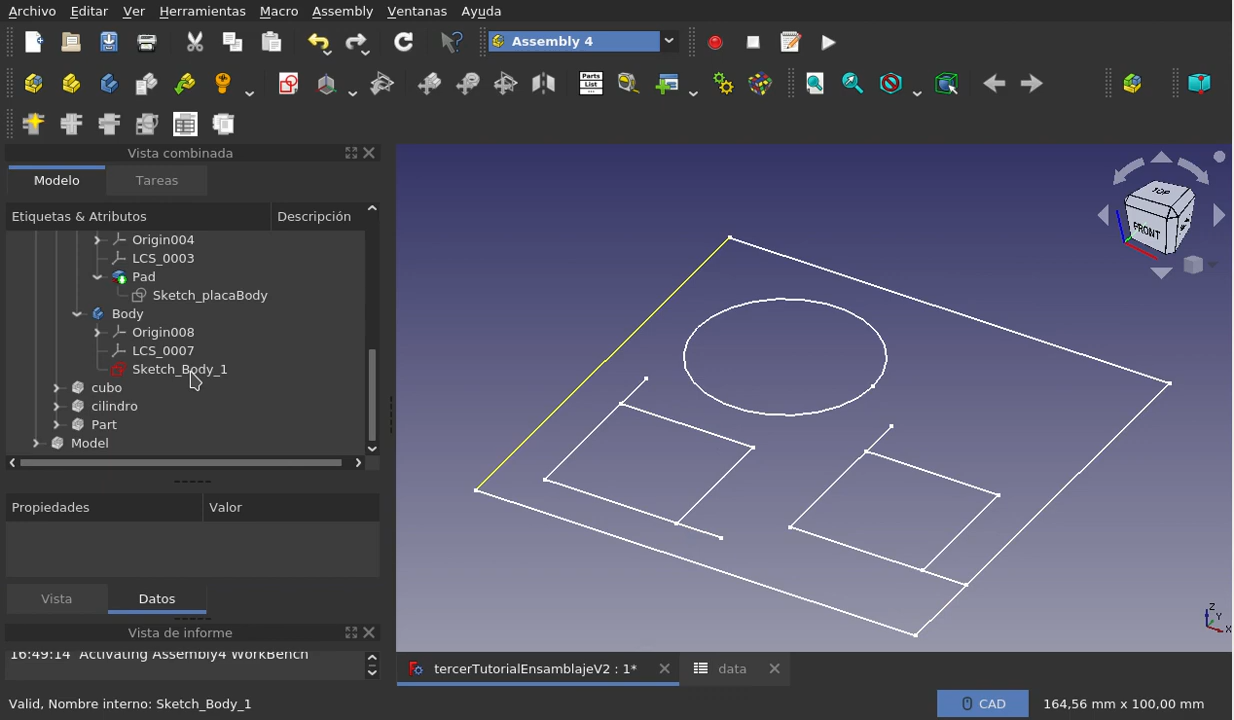 Archivo Editar Ver Herramientas Macro Assembly Ventanas Ayuda
Assembly 4
Parts
List
Vista combinada
Modelo Tareas
Etiquetas & Atributos Descripción
Origin004
LCS_0003
Pad
Sketch_placaBody
Body
Origin008
LCS_0007
Sketch_Body_1
cubo
cilindro
Part
Model
Propiedades Valor
Vista Datos
Vista de informe
16:49:14 Activating Assembly4 WorkBench
TOP
FRONT
Z
Y
X
tercerTutorialEnsamblajeV2 : 1* data
Valid, Nombre interno: Sketch_Body_1 CAD 164,56 mm x 100,00 mm